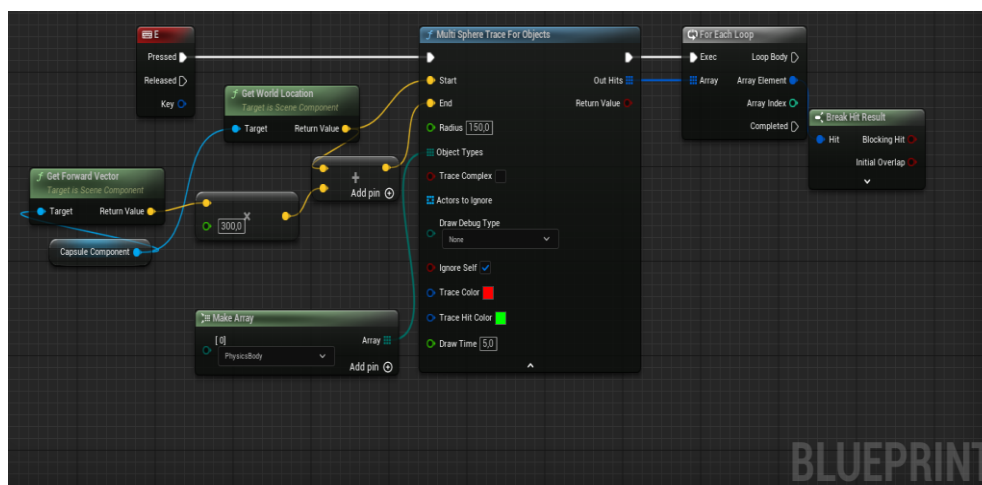 E
Pressed
Released
Key
Get World Location
Target is Scene Component
Target Return Value
Get Forward Vector
Target is Scene Component
Target Return Value
Capsule Component
300,0
x
+
Add pin
Make Array
[0]
PhysicsBody
Array
Add pin
Multi Sphere Trace For Objects
Start Out Hits
End Return Value
Radius 150,0
Object Types
Trace Complex
Actors to Ignore
Draw Debug Type
None
Ignore Self
Trace Color
Trace Hit Color
Draw Time 5,0
For Each Loop
Exec Loop Body
Array Array Element
Array Index
Completed
Break Hit Result
Hit Blocking Hit
Initial Overlap
BLUEPRINT